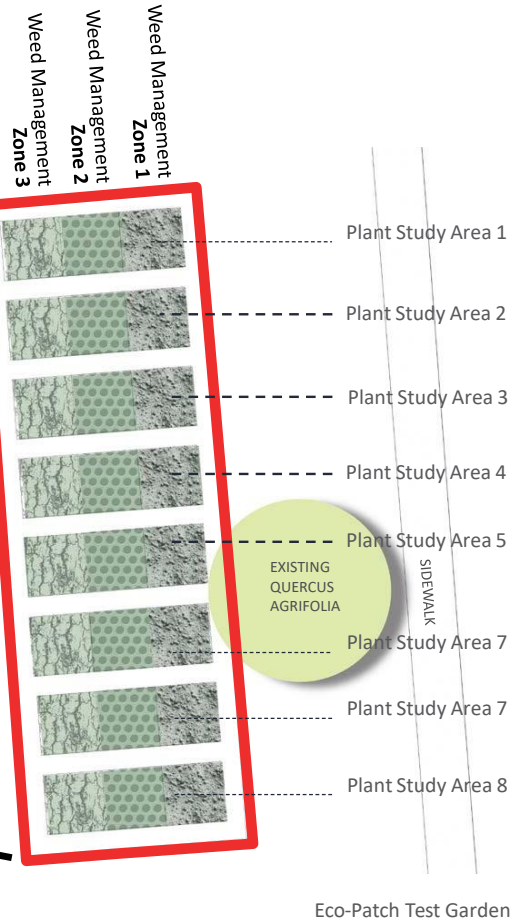 Weed Management
Zone 3
Weed Management
Zone 2
Weed Management
Zone 1
Plant Study Area 1
Plant Study Area 2
Plant Study Area 3
Plant Study Area 4
Plant Study Area 5
EXISTING
QUERCUS
AGRIFOLIA
SIDEWALK
Plant Study Area 7
Plant Study Area 7
Plant Study Area 8
Eco-Patch Test Garden